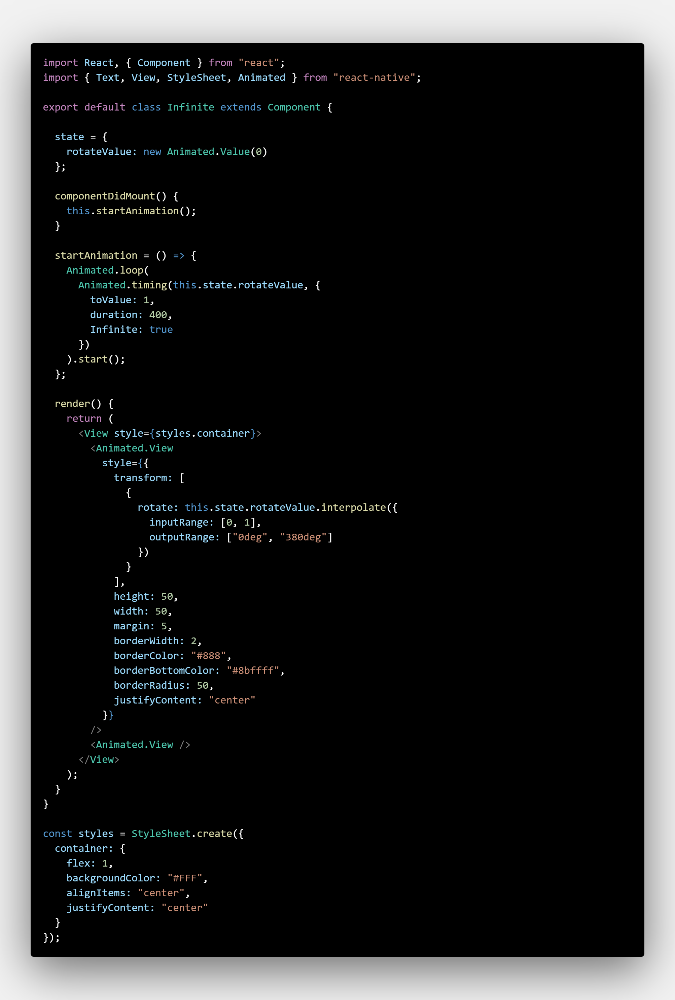 import React, { Component } from "react";
import { Text, View, StyleSheet, Animated } from "react-native";

export default class Infinite extends Component {

  state = {
    rotateValue: new Animated.Value(0)
  };

  componentDidMount() {
    this.startAnimation();
  }

  startAnimation = () => {
    Animated.loop(
      Animated.timing(this.state.rotateValue, {
        toValue: 1,
        duration: 400,
        Infinite: true
      })
    ).start();
  };

  render() {
    return (
      <View style={styles.container}>
        <Animated.View
          style={{
            transform: [
              {
                rotate: this.state.rotateValue.interpolate({
                  inputRange: [0, 1],
                  outputRange: ["0deg", "380deg"]
                })
              }
            ],
            height: 50,
            width: 50,
            margin: 5,
            borderWidth: 2,
            borderColor: "#888",
            borderBottomColor: "#8bffff",
            borderRadius: 50,
            justifyContent: "center"
          }}
        />
        <Animated.View />
      </View>
    );
  }
}

const styles = StyleSheet.create({
  container: {
    flex: 1,
    backgroundColor: "#FFF",
    alignItems: "center",
    justifyContent: "center"
  }
});